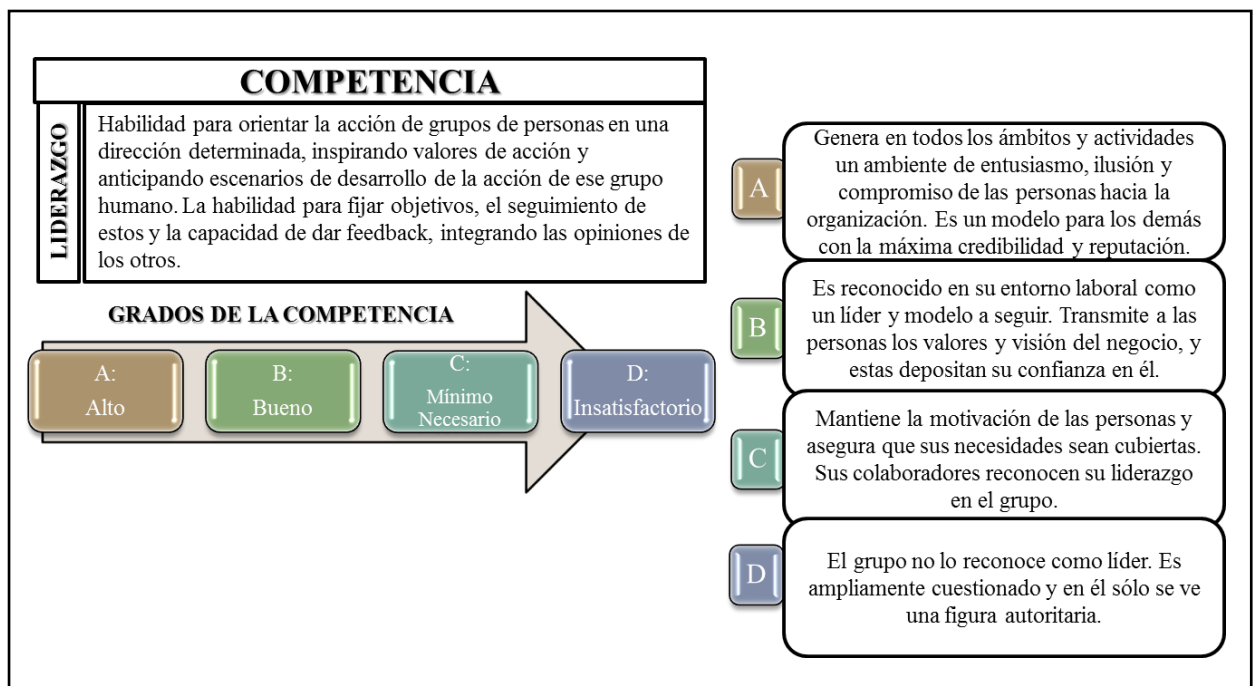 COMPETENCIA
LIDERAZGO
Habilidad para orientar la acción de grupos de personas en una
dirección determinada, inspirando valores de acción y
anticipando escenarios de desarrollo de la acción de ese grupo
humano. La habilidad para fijar objetivos, el seguimiento de
estos y la capacidad de dar feedback, integrando las opiniones de
los otros.
GRADOS DE LA COMPETENCIA
A:
Alto
B:
Bueno
C:
Mínimo
Necesario
D:
Insatisfactorio
A
Genera en todos los ámbitos y actividades
un ambiente de entusiasmo, ilusión y
compromiso de las personas hacia la
organización. Es un modelo para los demás
con la máxima credibilidad y reputación.
B
Es reconocido en su entorno laboral como
un líder y modelo a seguir. Transmite a las
personas los valores y visión del negocio, y
estas depositan su confianza en él.
C
Mantiene la motivación de las personas y
asegura que sus necesidades sean cubiertas.
Sus colaboradores reconocen su liderazgo
en el grupo.
D
El grupo no lo reconoce como líder. Es
ampliamente cuestionado y en él sólo se ve
una figura autoritaria.